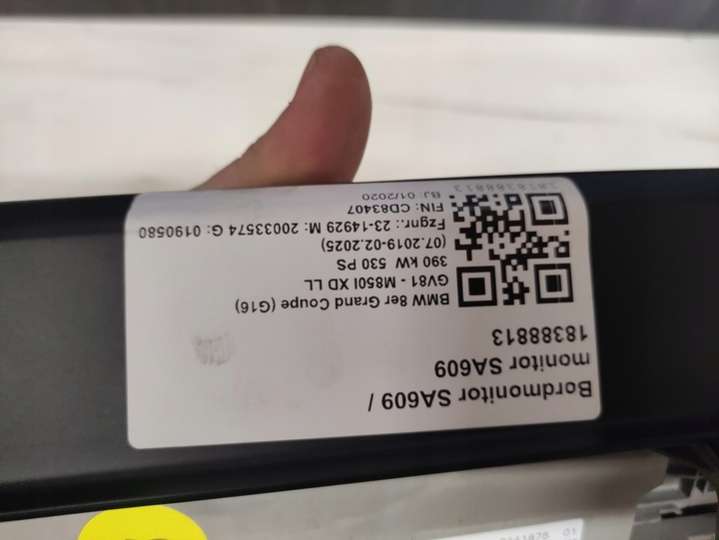 Bordmonitor SA609 /
monitor SA609
18388813
BMW 8er Grand Coupe (G16)
GV81 - M850I XD LL
390 kW 530 PS
(07.2019-02.2025)
Fzgnr.: 23-14929 M: 20033574 G: 0190580
FIN: CD83407
BJ 01/2020